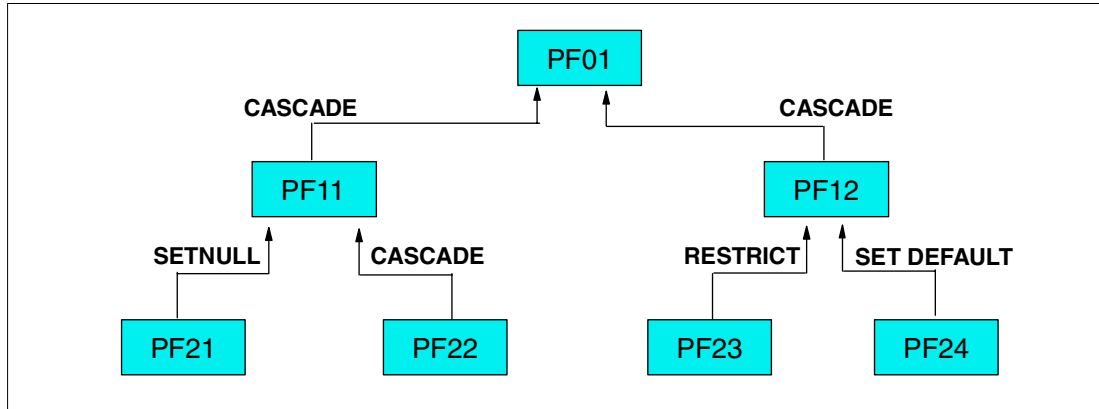 PF01
CASCADE
CASCADE
PF11
PF12
SETNULL
CASCADE
RESTRICT
SET DEFAULT
PF21
PF22
PF23
PF24